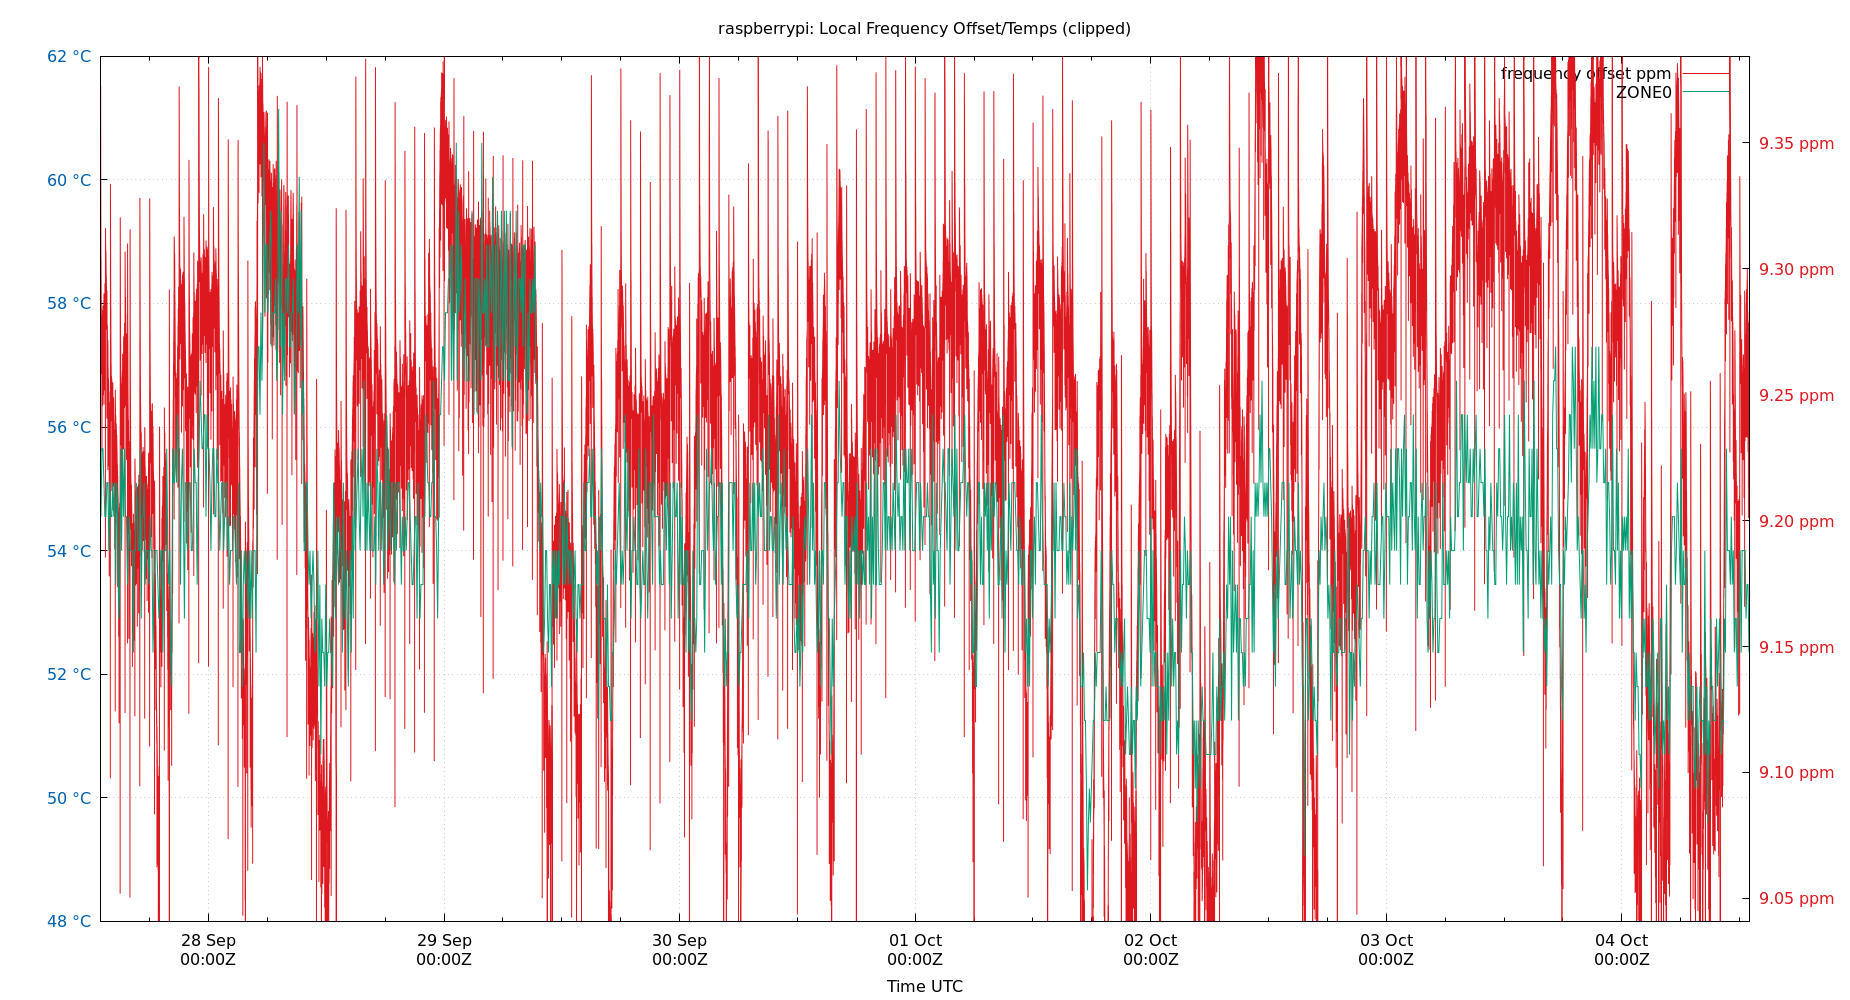 raspberrypi: Local Frequency Offset/Temps (clipped)
62 °C
60 °C
58 °C
56 °C
54 °C
52 °C
50 °C
48 °C
frequency offset ppm
ZONE0
9.35 ppm
9.30 ppm
9.25 ppm
9.20 ppm
9.15 ppm
9.10 ppm
9.05 ppm
28 Sep
00:00Z
29 Sep
00:00Z
30 Sep
00:00Z
01 Oct
00:00Z
02 Oct
00:00Z
03 Oct
00:00Z
04 Oct
00:00Z
Time UTC